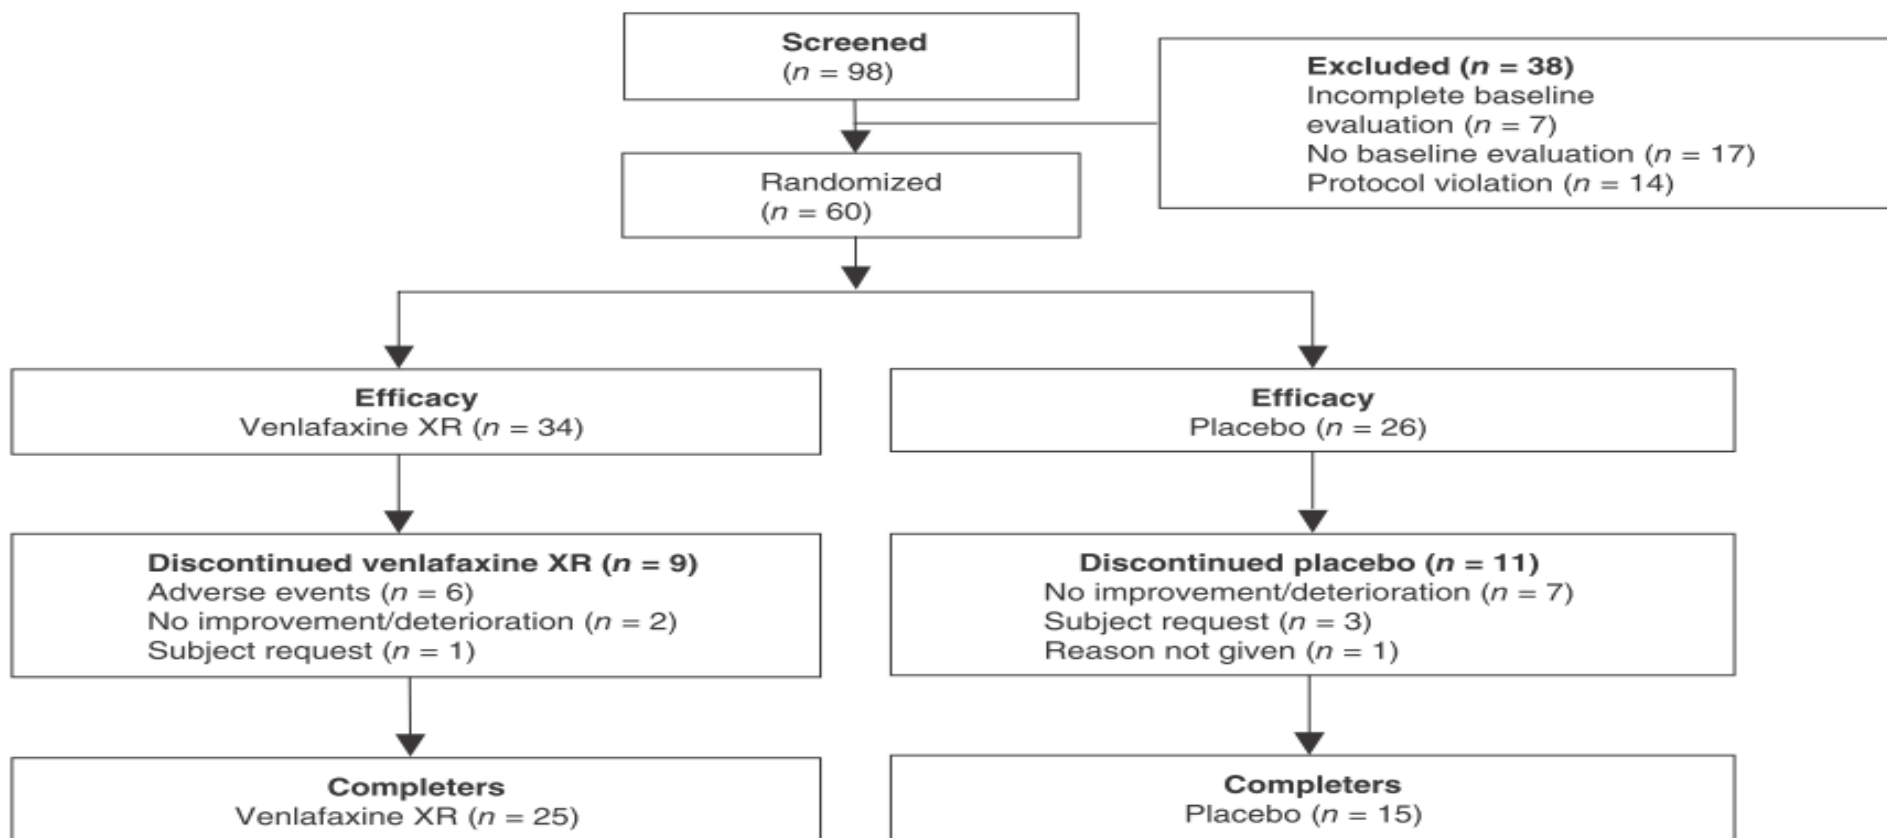 Screened
(n = 98)
Excluded (n = 38)
Incomplete baseline
evaluation (n = 7)
No baseline evaluation (n = 17)
Protocol violation (n = 14)
Randomized
(n = 60)
Efficacy
Venlafaxine XR (n = 34)
Efficacy
Placebo (n = 26)
Discontinued venlafaxine XR (n = 9)
Adverse events (n = 6)
No improvement/deterioration (n = 2)
Subject request (n = 1)
Discontinued placebo (n = 11)
No improvement/deterioration (n = 7)
Subject request (n = 3)
Reason not given (n = 1)
Completers
Venlafaxine XR (n = 25)
Completers
Placebo (n = 15)